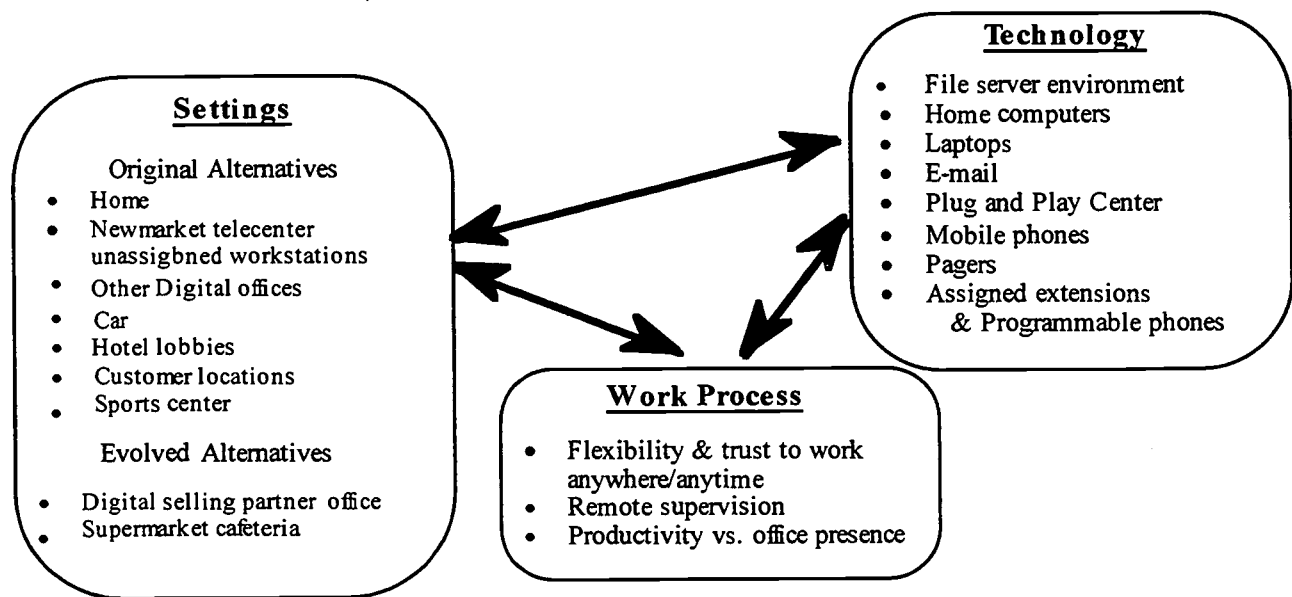 Settings
Original Alternatives
• Home
• Newmarket telecenter
unassigbned workstations
• Other Digital offices
• Car
• Hotel lobbies
• Customer locations
• Sports center
Evolved Alternatives
• Digital selling partner office
• Supermarket cafeteria
Technology
• File server environment
• Home computers
• Laptops
• E-mail
• Plug and Play Center
• Mobile phones
• Pagers
• Assigned extensions
& Programmable phones
Work Process
• Flexibility & trust to work
anywhere/anytime
• Remote supervision
• Productivity vs. office presence